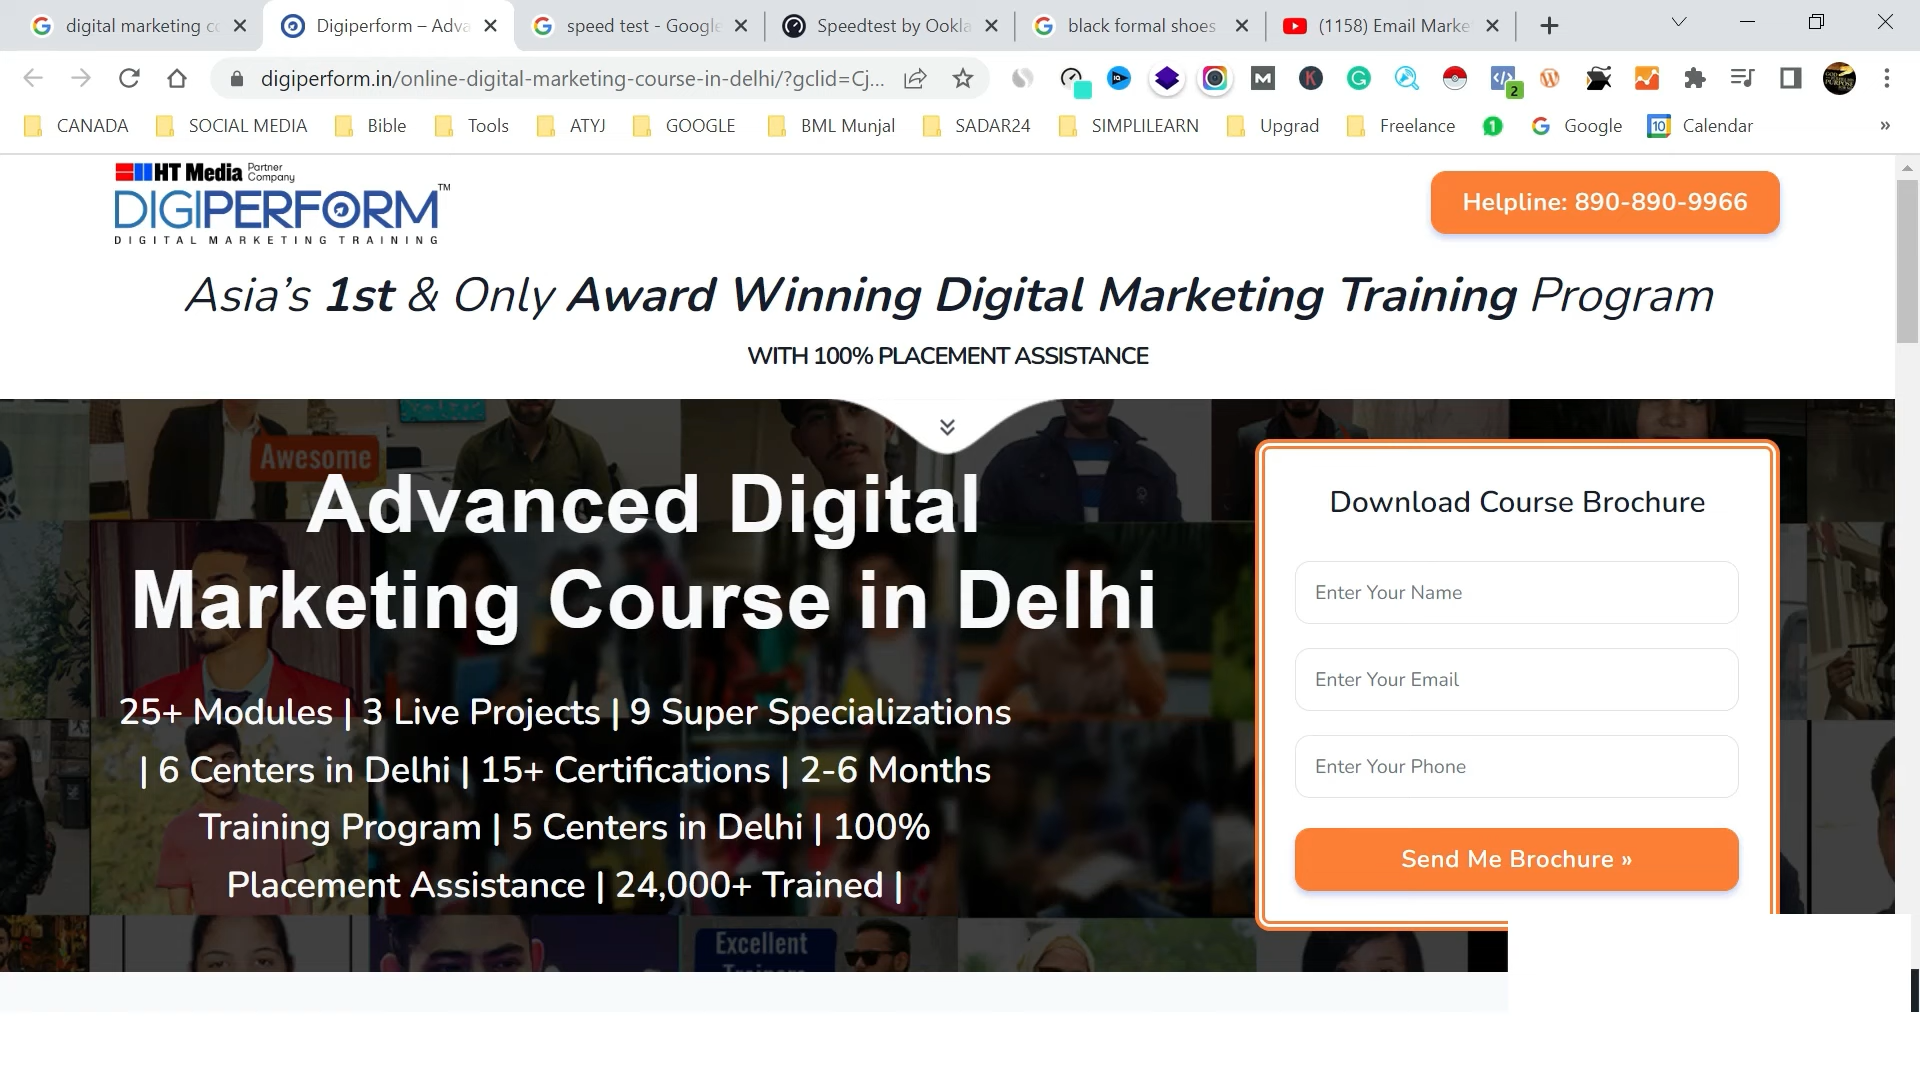 digital marketing co
Digiperform – Adva
speed test - Google
Speedtest by Ookla
black formal shoes
(1158) Email Marke
digiperform.in/online-digital-marketing-course-in-delhi/?gclid=Cj...
2
CANADA
SOCIAL MEDIA
Bible
Tools
ATYJ
GOOGLE
BML Munjal
SADAR24
SIMPLILEARN
Upgrad
Freelance
1
Google
10
Calendar
»
HT Media Partner Company
DIGIPERFORM™
DIGITAL MARKETING TRAINING
Helpline: 890-890-9966
Asia's 1st & Only Award Winning Digital Marketing Training Program
WITH 100% PLACEMENT ASSISTANCE
Awesome
Advanced Digital
Marketing Course in Delhi
25+ Modules | 3 Live Projects | 9 Super Specializations
| 6 Centers in Delhi | 15+ Certifications | 2-6 Months
Training Program | 5 Centers in Delhi | 100%
Placement Assistance | 24,000+ Trained |
Download Course Brochure
Enter Your Name
Enter Your Email
Enter Your Phone
Send Me Brochure »
Excellent